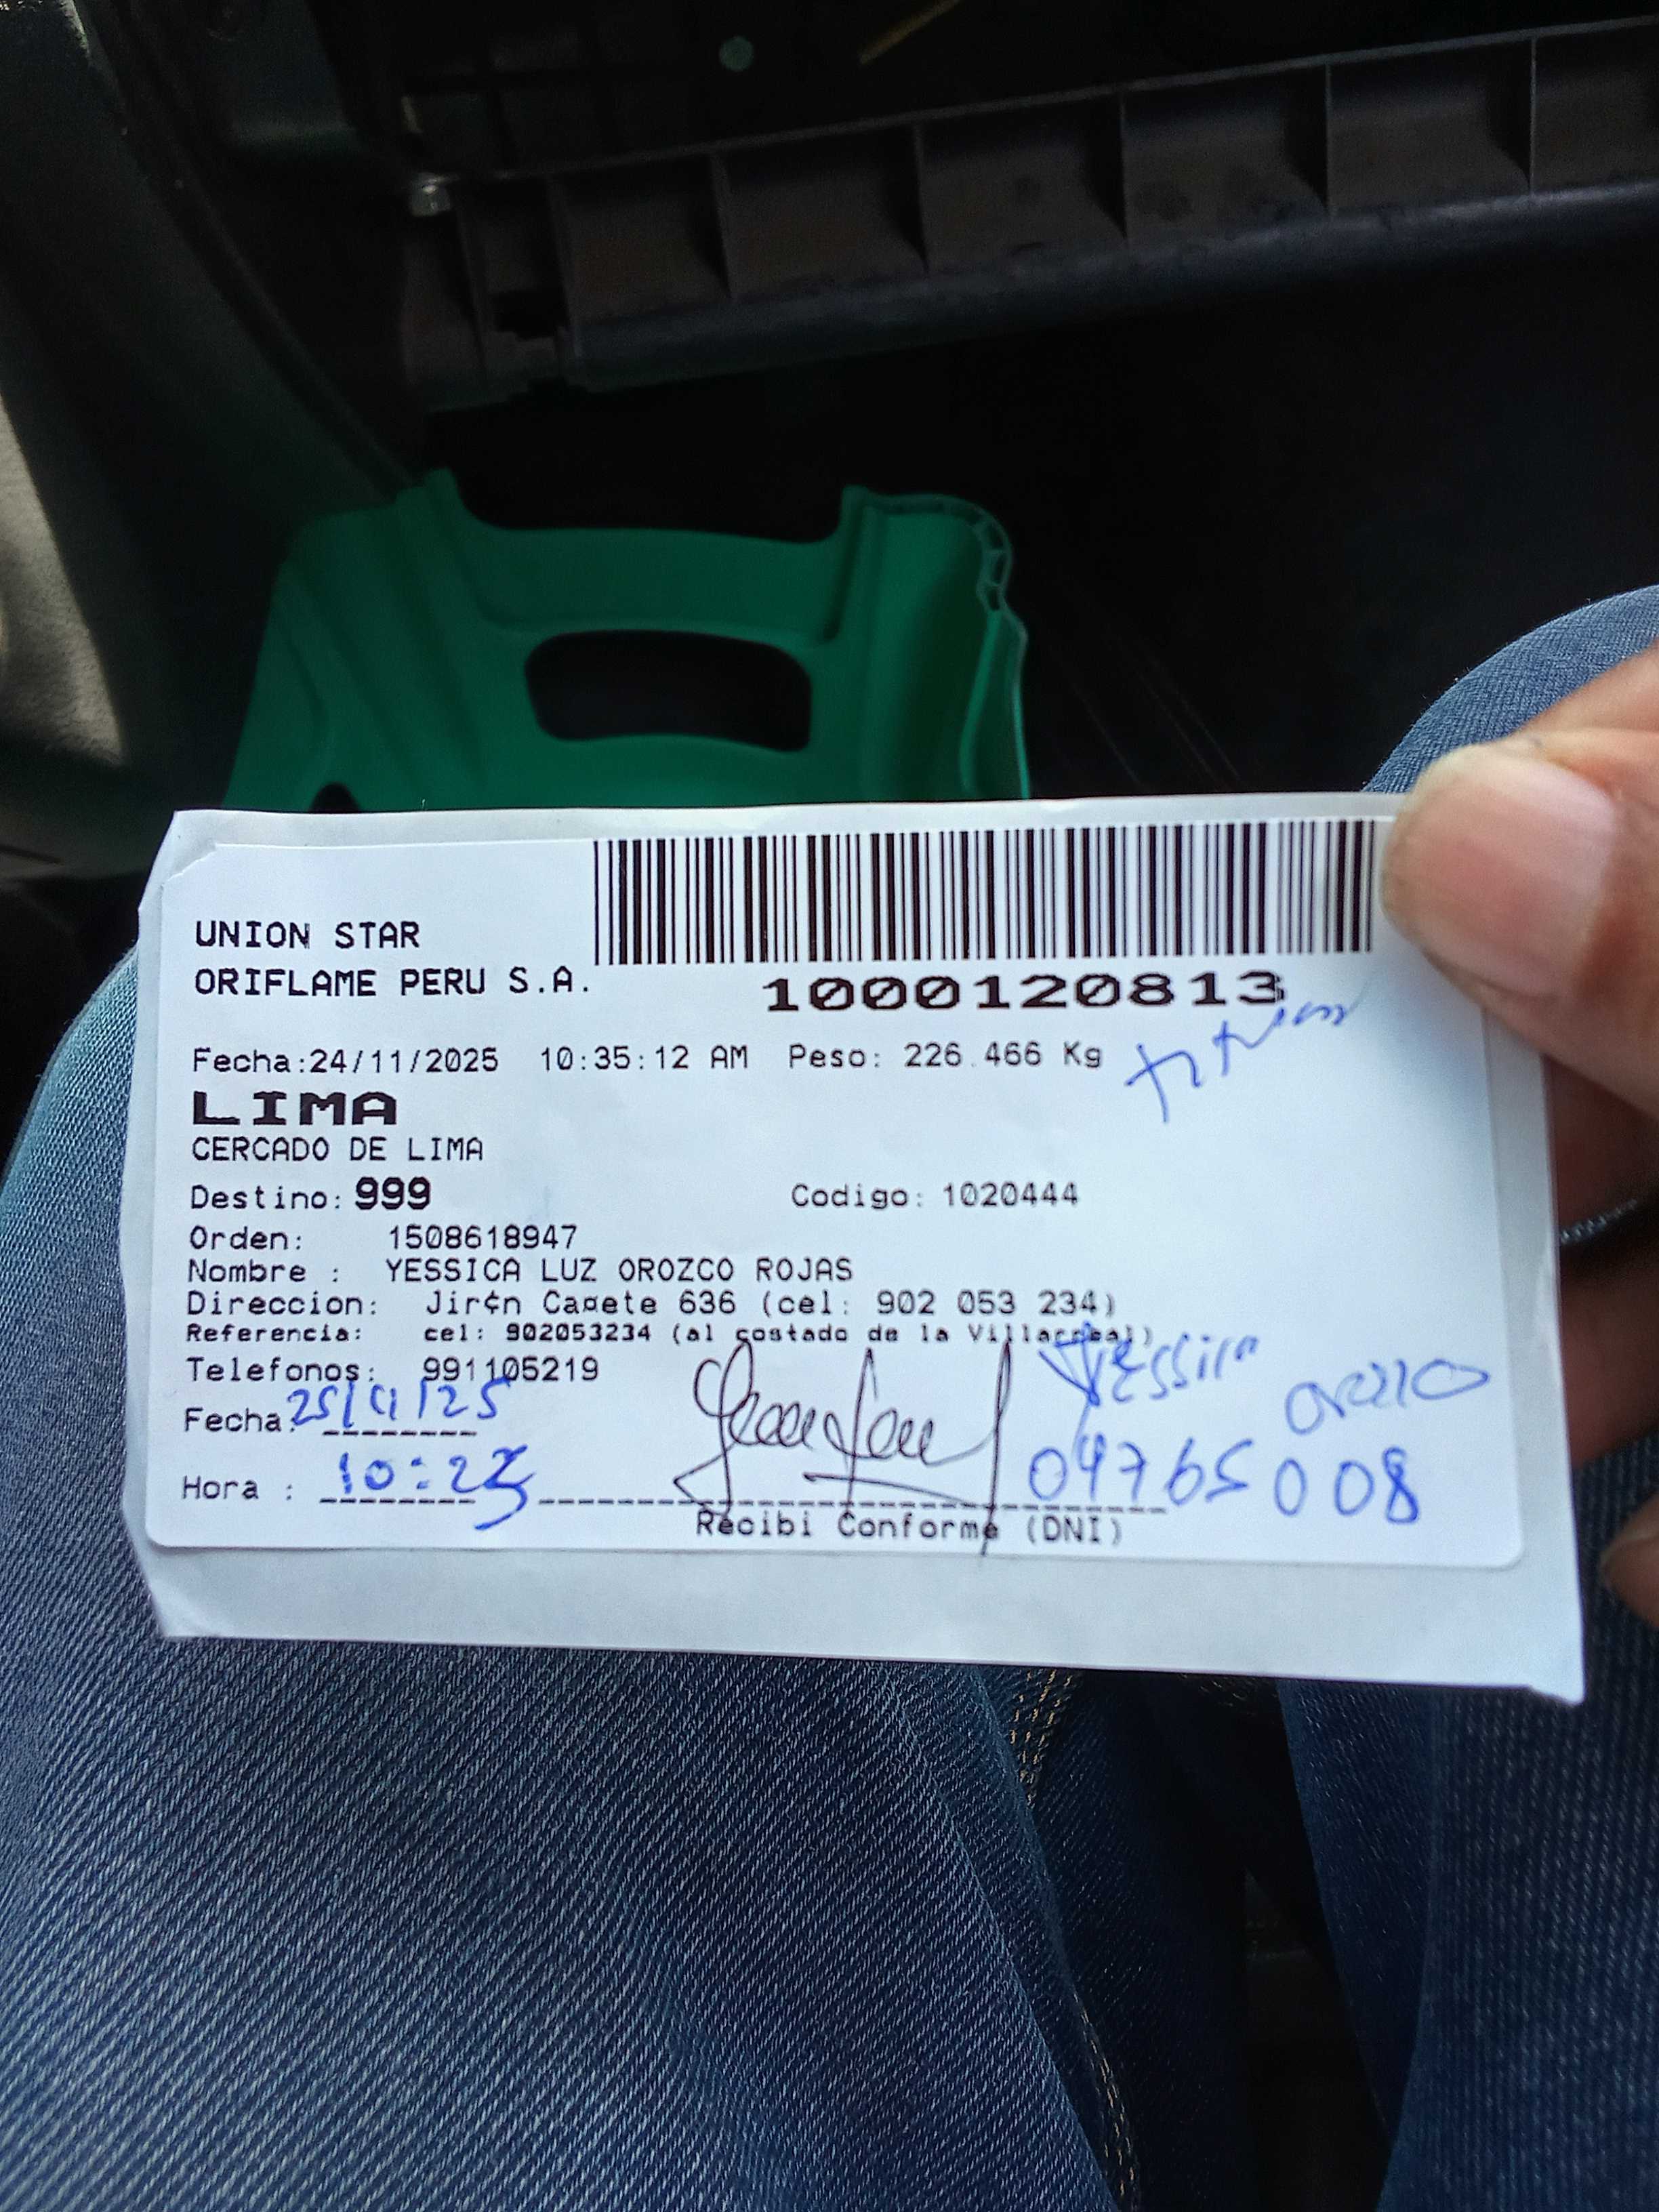 UNION STAR
ORIFLAME PERU S.A.
1000120813
Fecha:24/11/2025 10:35:12 AM Peso: 226.466 Kg
LIMA
CERCADO DE LIMA
Destino: 999 Codigo: 1020444
Orden: 1508618947
Nombre : YESSICA LUZ OROZCO ROJAS
Direccion: Jir¢n Ca¤ete 636 (cel: 902 053 234)
Referencia: cel: 902053234 (al costado de la Villarreal)
Telefonos: 991105219
Yessica
Orozco
Fecha: 25/11/25
Hora : 10:23
Recibi Conforme (DNI)